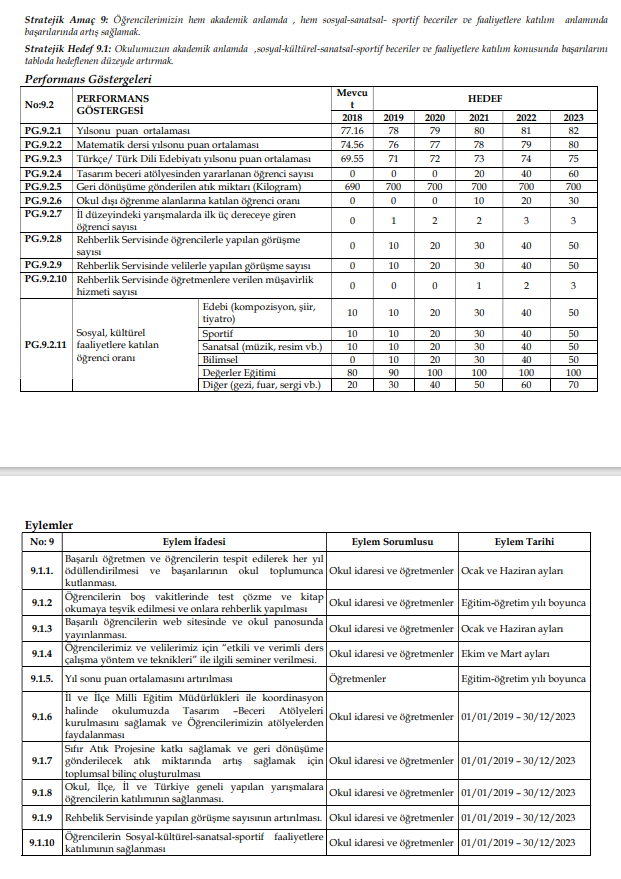 Stratejik Amaç 9: Öğrencilerimizin hem akademik anlamda , hem sosyal-sanatsal- sportif beceriler ve faaliyetlere katılım anlamında
başarılarında artış sağlamak.
Stratejik Hedef 9.1: Okulumuzun akademik anlamda ,sosyal-kültürel-sanatsal-sportif beceriler ve faaliyetlere katılım konusunda başarılarını
tabloda hedeflenen düzeyde artırmak.
Performans Göstergeleri
No:9.2 PERFORMANS GÖSTERGESİ Mevcut HEDEF
2018 2019 2020 2021 2022 2023
PG.9.2.1 Yılsonu puan ortalaması 77.16 78 79 80 81 82
PG.9.2.2 Matematik dersi yılsonu puan ortalaması 74.56 76 77 78 79 80
PG.9.2.3 Türkçe/ Türk Dili Edebiyatı yılsonu puan ortalaması 69.55 71 72 73 74 75
PG.9.2.4 Tasarım beceri atölyesinden yararlanan öğrenci sayısı 0 0 0 20 40 60
PG.9.2.5 Geri dönüşüme gönderilen atık miktarı (Kilogram) 690 700 700 700 700 700
PG.9.2.6 Okul dışı öğrenme alanlarına katılan öğrenci oranı 0 0 0 10 20 30
PG.9.2.7 İl düzeyindeki yarışmalarda ilk üç dereceye giren
öğrenci sayısı 0 1 2 2 3 3
PG.9.2.8 Rehberlik Servisinde öğrencilerle yapılan görüşme
sayısı 0 10 20 30 40 50
PG.9.2.9 Rehberlik Servisinde velilerle yapılan görüşme sayısı 0 10 20 30 40 50
PG.9.2.10 Rehberlik Servisinde öğretmenlere verilen müşavirlik
hizmeti sayısı 0 0 0 1 2 3
PG.9.2.11 Sosyal, kültürel
faaliyetlere katılan
öğrenci oranı
Edebi (kompozisyon, şiir,
tiyatro) 10 10 20 30 40 50
Sportif 10 10 20 30 40 50
Sanatsal (müzik, resim vb.) 10 10 20 30 40 50
Bilimsel 0 10 20 30 40 50
Değerler Eğitimi 80 90 100 100 100 100
Diğer (gezi, fuar, sergi vb.) 20 30 40 50 60 70
Eylemler
No: 9 Eylem İfadesi Eylem Sorumlusu Eylem Tarihi
9.1.1. Başarılı öğretmen ve öğrencilerin tespit edilerek her yıl
ödüllendirilmesi ve başarılarının okul toplumunca
kutlanması. Okul idaresi ve öğretmenler Ocak ve Haziran ayları
9.1.2 Öğrencilerin boş vakitlerinde test çözme ve kitap
okumaya teşvik edilmesi ve onlara rehberlik yapılması Okul idaresi ve öğretmenler Eğitim-öğretim yılı boyunca
9.1.3 Başarılı öğrencilerin web sitesinde ve okul panosunda
yayınlanması. Okul idaresi ve öğretmenler Ocak ve Haziran ayları
9.1.4 Öğrencilerimiz ve velilerimiz için "etkili ve verimli ders
çalışma yöntem ve teknikleri" ile ilgili seminer verilmesi. Okul idaresi ve öğretmenler Ekim ve Mart ayları
9.1.5. Yıl sonu puan ortalamasını artırılması Öğretmenler Eğitim-öğretim yılı boyunca
9.1.6 İl ve İlçe Milli Eğitim Müdürlükleri ile koordinasyon
halinde okulumuzda Tasarım –Beceri Atölyeleri
kurulmasını sağlamak ve Öğrencilerimizin atölyelerden
faydalanması Okul idaresi ve öğretmenler 01/01/2019 – 30/12/2023
9.1.7 Sıfır Atık Projesine katkı sağlamak ve geri dönüşüme
gönderilecek atık miktarında artış sağlamak için
toplumsal bilinç oluşturulması Okul idaresi ve öğretmenler 01/01/2019 – 30/12/2023
9.1.8 Okul, İlçe, İl ve Türkiye geneli yapılan yarışmalara
öğrencilerin katılımının sağlanması. Okul idaresi ve öğretmenler 01/01/2019 – 30/12/2023
9.1.9 Rehbelik Servisinde yapılan görüşme sayısının artırılması. Okul idaresi ve öğretmenler 01/01/2019 – 30/12/2023
9.1.10 Öğrencilerin Sosyal-kültürel-sanatsal-sportif faaliyetlere
katılımının sağlanması Okul idaresi ve öğretmenler 01/01/2019 – 30/12/2023